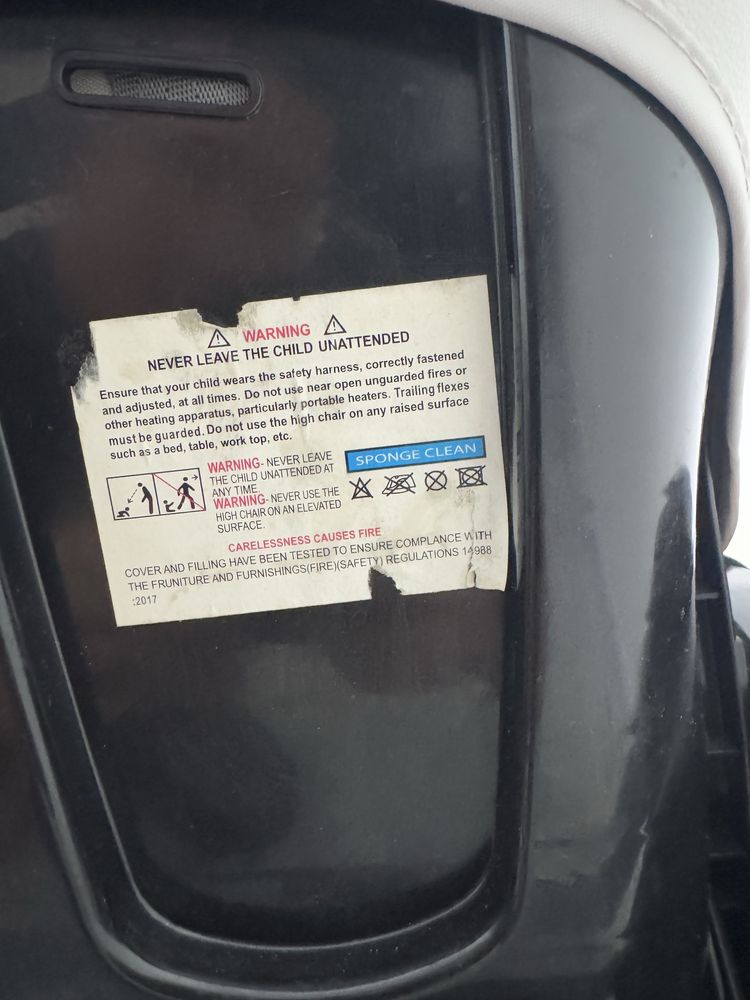 WARNING
NEVER LEAVE THE CHILD UNATTENDED
Ensure that your child wears the safety harness, correctly fastened
and adjusted, at all times. Do not use near open unguarded fires or
other heating apparatus, particularly portable heaters. Trailing flexes
must be guarded. Do not use the high chair on any raised surface
such as a bed, table, work top, etc.
WARNING- NEVER LEAVE
THE CHILD UNATTENDED AT
ANY TIME.
WARNING- NEVER USE THE
HIGH CHAIR ON AN ELEVATED
SURFACE.
SPONGE CLEAN
CARELESSNESS CAUSES FIRE
COVER AND FILLING HAVE BEEN TESTED TO ENSURE COMPLANCE WITH
THE FRUNITURE AND FURNISHINGS(FIRE)(SAFETY) REGULATIONS 14988
:2017